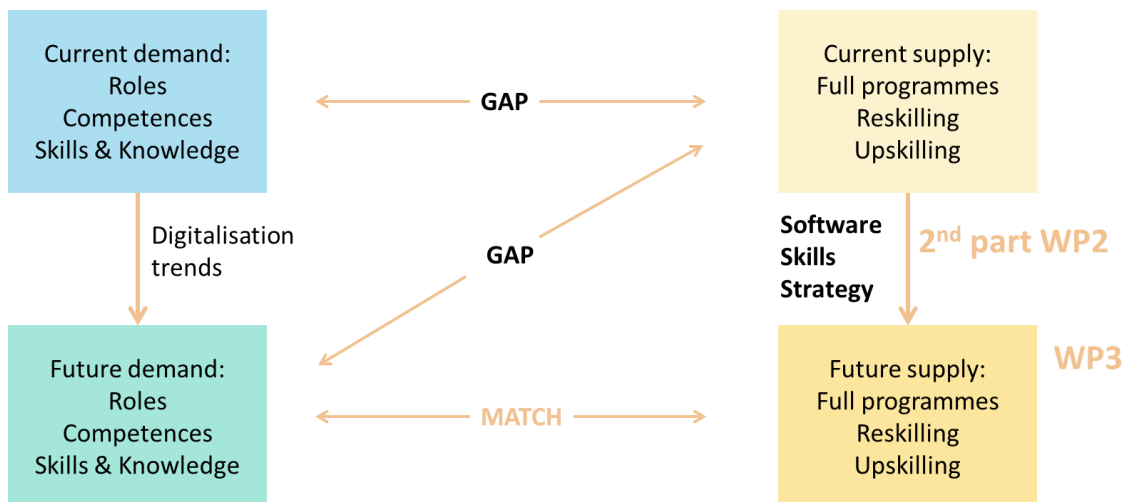 Current demand:
Roles
Competences
Skills & Knowledge
GAP
Current supply:
Full programmes
Reskilling
Upskilling
Digitalisation
trends
GAP
Software
Skills
Strategy
2nd part WP2
Future demand:
Roles
Competences
Skills & Knowledge
MATCH
Future supply:
Full programmes
Reskilling
Upskilling
WP3